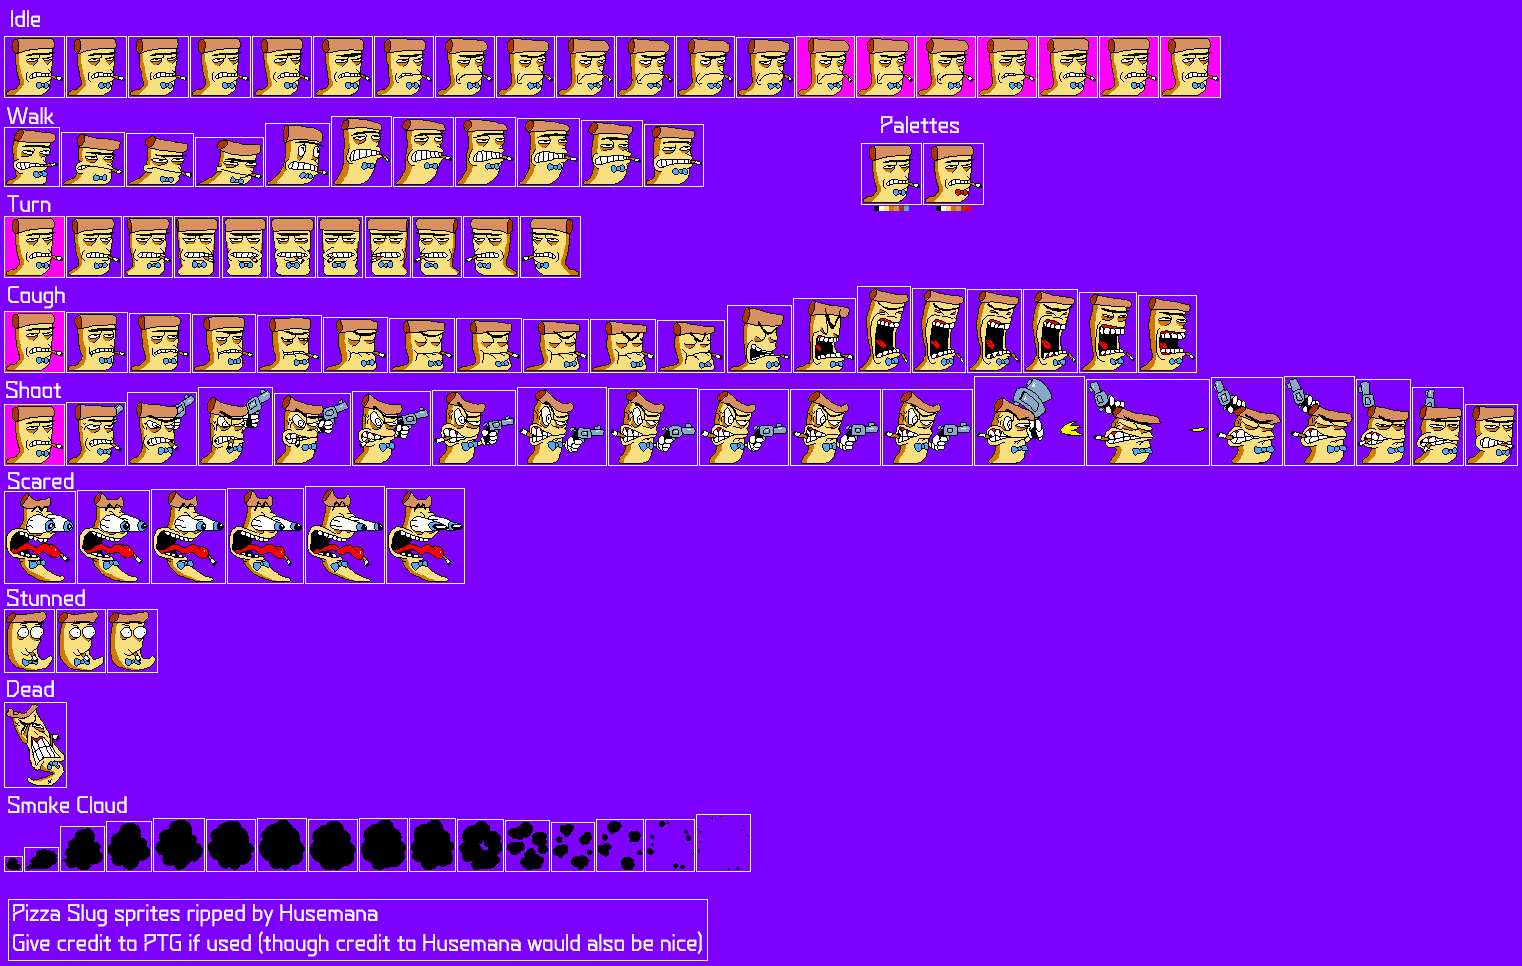 Idle
Walk
Palettes
Turn
Cough
Shoot
Scared
Stunned
Dead
Smoke Cloud
Pizza Slug sprites ripped by Husemana
Give credit to PTG if used (though credit to Husemana would also be nice)